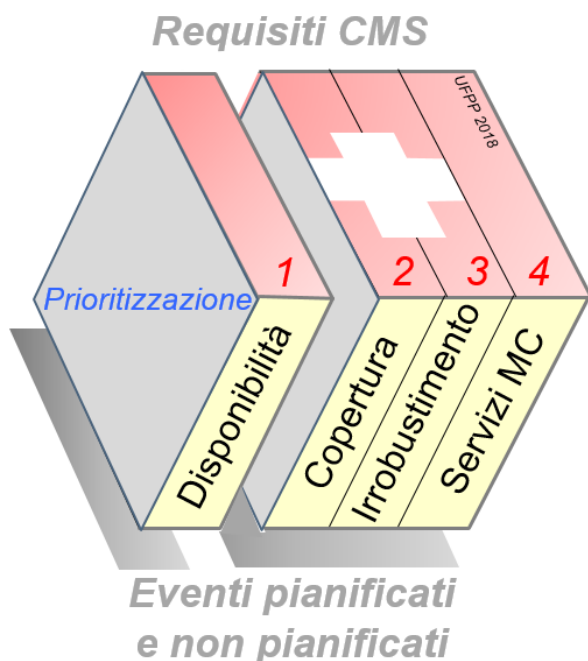 Requisiti CMS
UFPP 2018
1
2
3
4
Prioritizzazione
Disponibilità
Copertura
Irrobustimento
Servizi MC
Eventi pianificati
e non pianificati